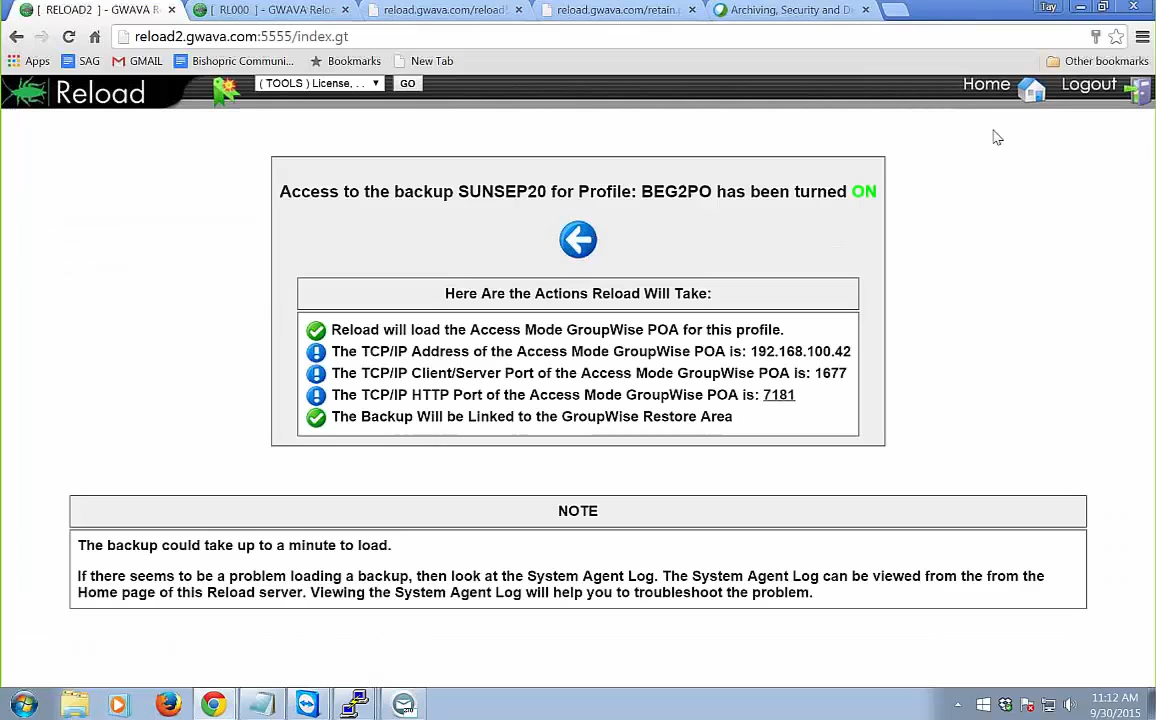 [ RELOAD2 ] - GWAVA R
[ RL000 ] - GWAVA Relo
reload.gwava.com/reload
reload.gwava.com/retain.
Archiving, Security and D
Tay
reload2.gwava.com:5555/index.gt
Apps
SAG
GMAIL
Bishopric Communi...
Bookmarks
New Tab
Other bookmarks
Reload
( TOOLS ) License, . .
GO
Home
Logout
Access to the backup SUNSEP20 for Profile: BEG2PO has been turned ON
Here Are the Actions Reload Will Take:
Reload will load the Access Mode GroupWise POA for this profile.
The TCP/IP Address of the Access Mode GroupWise POA is: 192.168.100.42
The TCP/IP Client/Server Port of the Access Mode GroupWise POA is: 1677
The TCP/IP HTTP Port of the Access Mode GroupWise POA is: 7181
The Backup Will be Linked to the GroupWise Restore Area
NOTE
The backup could take up to a minute to load.
If there seems to be a problem loading a backup, then look at the System Agent Log. The System Agent Log can be viewed from the from the
Home page of this Reload server. Viewing the System Agent Log will help you to troubleshoot the problem.
11:12 AM
9/30/2015